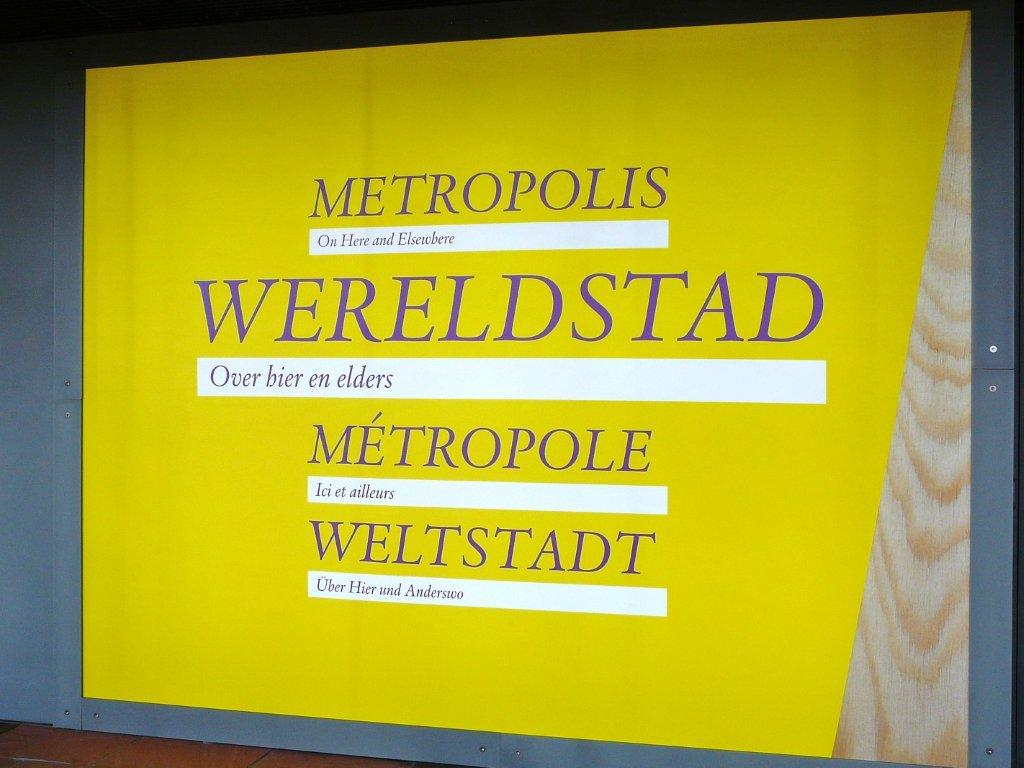 METROPOLIS
On Here and Elsewhere
WERELDSTAD
Over hier en elders
MÉTROPOLE
Ici et ailleurs
WELTSTADT
Über Hier und Anderswo